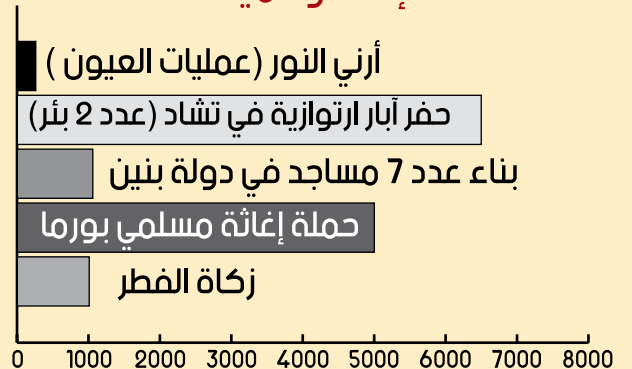 أرني النور (عمليات العيون )
حفر آبار ارتوازية في تشاد (عدد 2 بئر)
بناء عدد 7 مساجد في دولة بنين
حملة إغاثة مسلمي بورما
زكاة الفطر
0 1000 2000 3000 4000 5000 6000 7000 8000